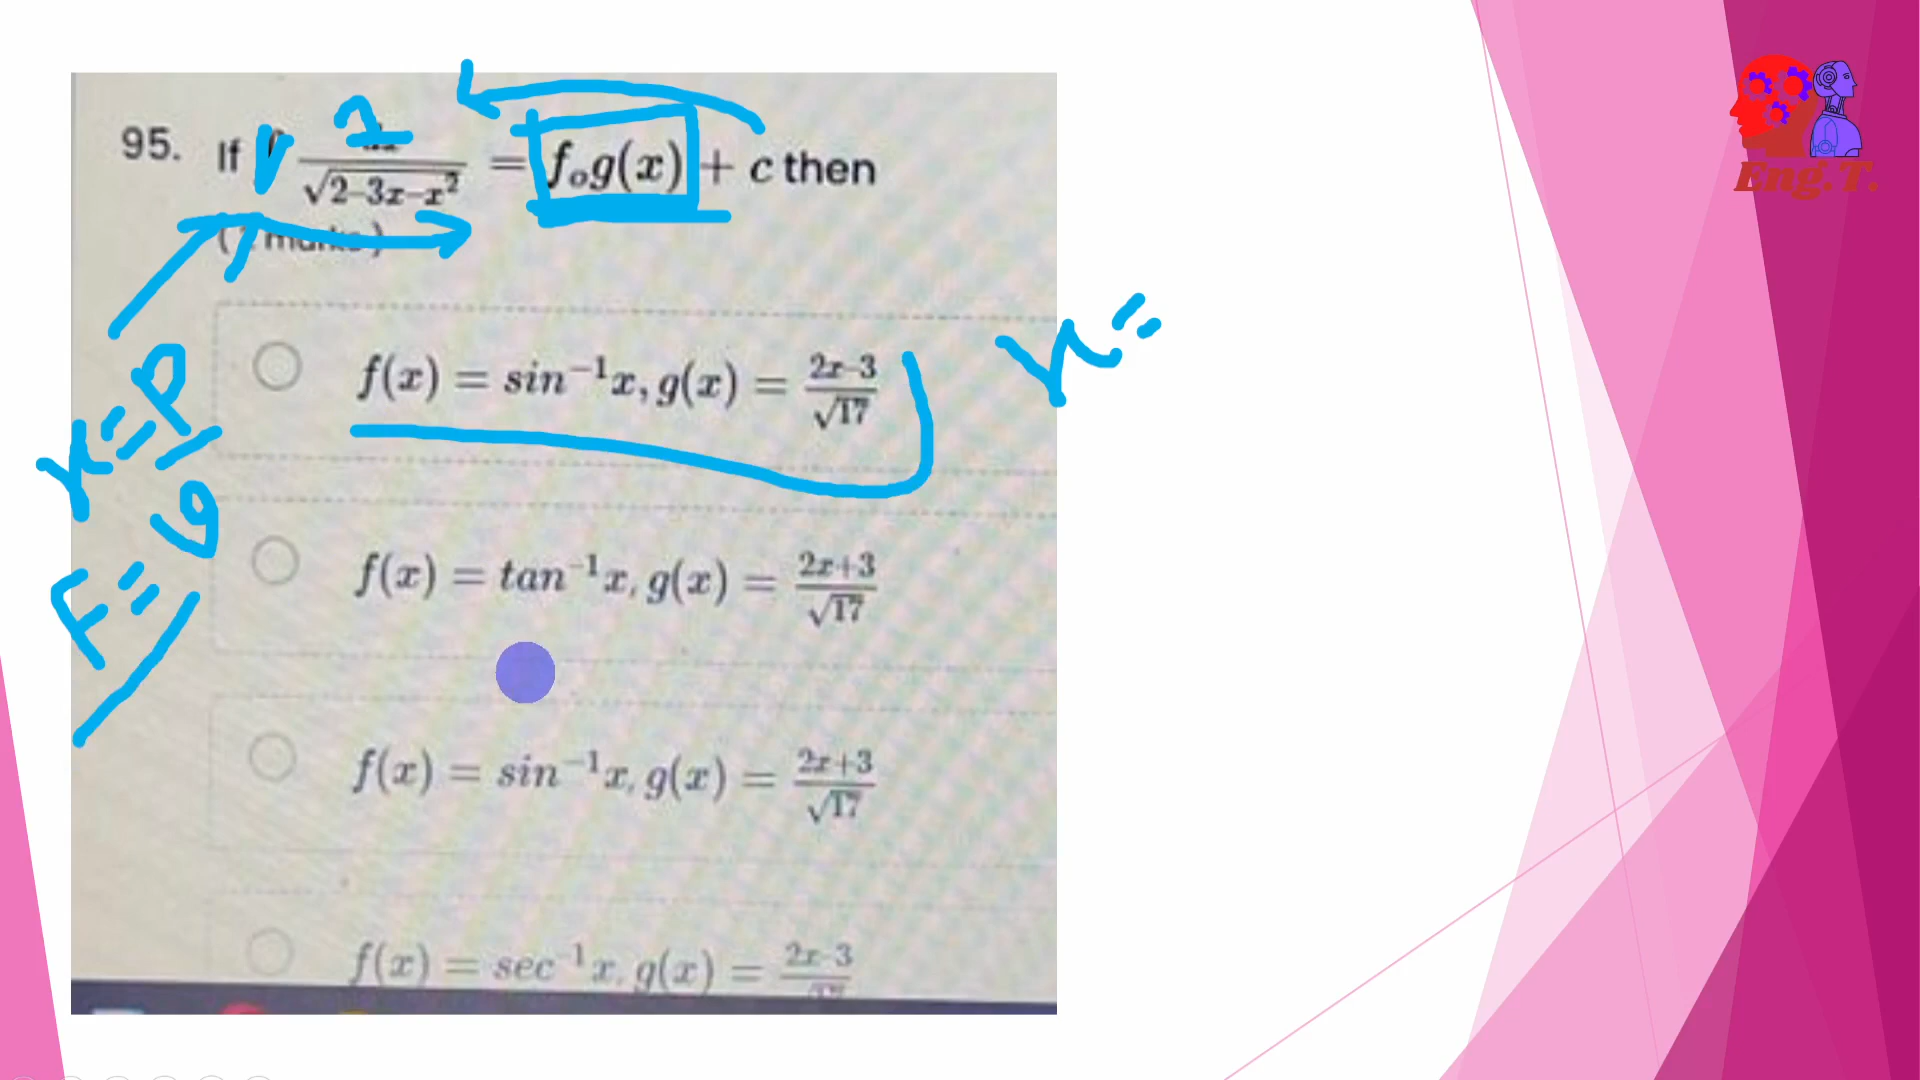 95. If ∫ 1/√2-3x-x² = fog(x) + c then
f(x) = sin⁻¹x, g(x) = 2x-3/√17
f(x) = tan⁻¹x, g(x) = 2x+3/√17
f(x) = sin⁻¹x, g(x) = 2x+3/√17
f(x) = sec⁻¹x, g(x) = 2x-3
x=
F=
x=
Eng.T.